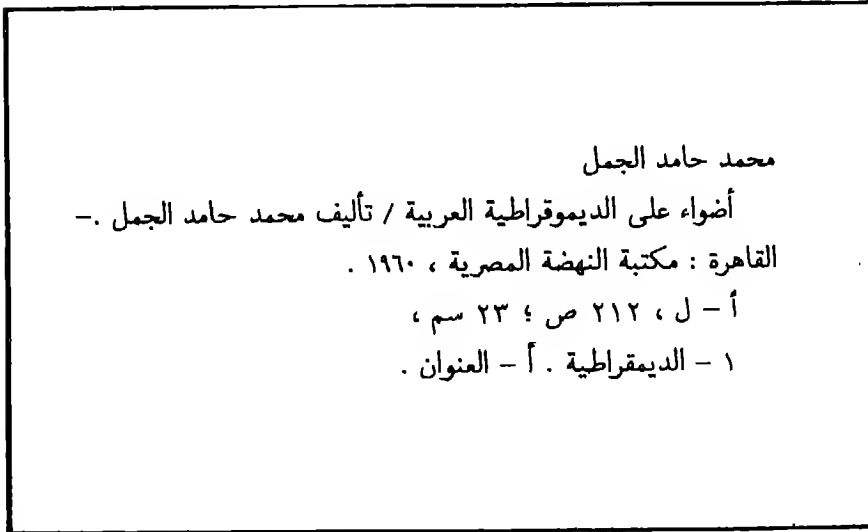 محمد حامد الجمل
أضواء على الديموقراطية العربية / تأليف محمد حامد الجمل .–
القاهرة : مكتبة النهضة المصرية ، ١٩٦٠ .
أ – ل ، ٢١٢ ص ؛ ٢٣ سم ،
١ – الديمقراطية . أ – العنوان .